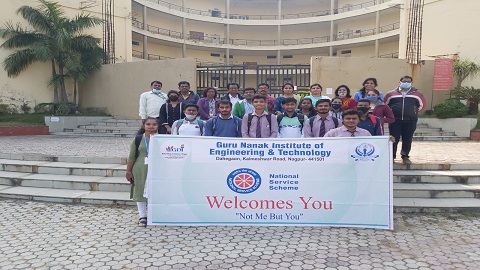 Guru Nanak Institute of
Engineering & Technology
Dahegaon, Kalmeshwar Road, Nagpur- 441501
National
Service
Scheme
Welcomes You
"Not Me But You"